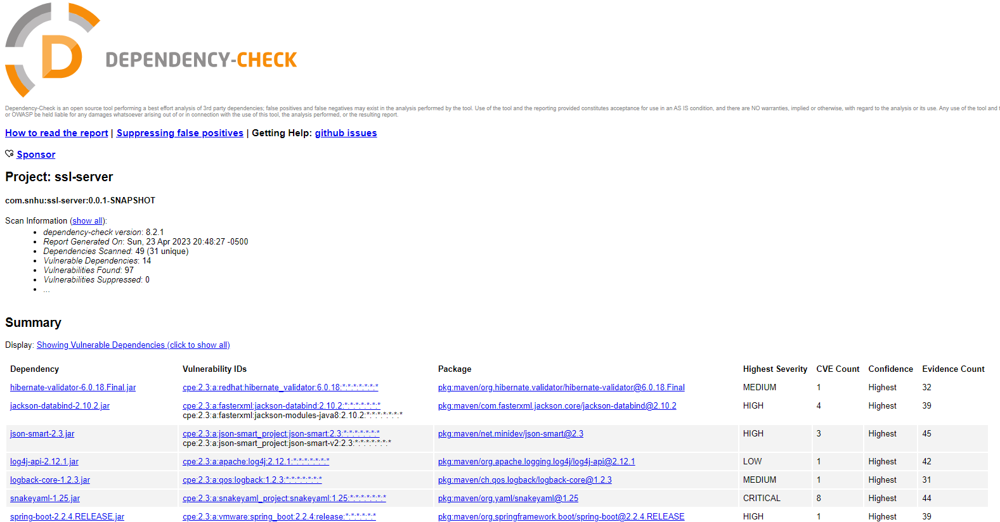 D
DEPENDENCY-CHECK
Dependency-Check is an open source tool performing a best effort analysis of 3rd party dependencies; false positives and false negatives may exist in the analysis performed by the tool. Use of the tool and the reporting provided constitutes acceptance for use in an AS IS condition, and there are NO warranties, implied or otherwise, with regard to the analysis or its use. Any use of the tool and t
or OWASP be held liable for any damages whatsoever arising out of or in connection with the use of this tool, the analysis performed, or the resulting report.
How to read the report | Suppressing false positives | Getting Help: github issues
Sponsor
Project: ssl-server
com.snhu:ssl-server:0.0.1-SNAPSHOT
Scan Information (show all):
• dependency-check version: 8.2.1
• Report Generated On: Sun, 23 Apr 2023 20:48:27 -0500
• Dependencies Scanned: 49 (31 unique)
• Vulnerable Dependencies: 14
• Vulnerabilities Found: 97
• Vulnerabilities Suppressed: 0
• ...
Summary
Display: Showing Vulnerable Dependencies (click to show all)
Dependency Vulnerability IDs Package Highest Severity CVE Count Confidence Evidence Count
hibernate-validator-6.0.18.Final.jar cpe:2.3:a:redhat:hibernate_validator:6.0.18:*:*:*:*:*:*:* pkg:maven/org.hibernate.validator/hibernate-validator@6.0.18.Final MEDIUM 1 Highest 32
jackson-databind-2.10.2.jar cpe:2.3:a:fasterxml:jackson-databind:2.10.2:*:*:*:*:*:*:* pkg:maven/com.fasterxml.jackson.core/jackson-databind@2.10.2 HIGH 4 Highest 39
cpe:2.3:a:fasterxml:jackson-modules-java8:2.10.2:*:*:*:*:*:*:*
json-smart-2.3.jar cpe:2.3:a:json-smart_project:json-smart:2.3:*:*:*:*:*:*:* pkg:maven/net.minidev/json-smart@2.3 HIGH 3 Highest 45
cpe:2.3:a:json-smart_project:json-smart-v2:2.3:*:*:*:*:*:*:*
log4j-api-2.12.1.jar cpe:2.3:a:apache:log4j:2.12.1:*:*:*:*:*:*:* pkg:maven/org.apache.logging.log4j/log4j-api@2.12.1 LOW 1 Highest 42
logback-core-1.2.3.jar cpe:2.3:a:qos:logback:1.2.3:*:*:*:*:*:*:* pkg:maven/ch.qos.logback/logback-core@1.2.3 MEDIUM 1 Highest 31
snakeyaml-1.25.jar cpe:2.3:a:snakeyaml_project:snakeyaml:1.25:*:*:*:*:*:*:* pkg:maven/org.yaml/snakeyaml@1.25 CRITICAL 8 Highest 44
spring-boot-2.2.4.RELEASE.jar cpe:2.3:a:vmware:spring_boot:2.2.4:release:*:*:*:*:*:* pkg:maven/org.springframework.boot/spring-boot@2.2.4.RELEASE HIGH 1 Highest 39